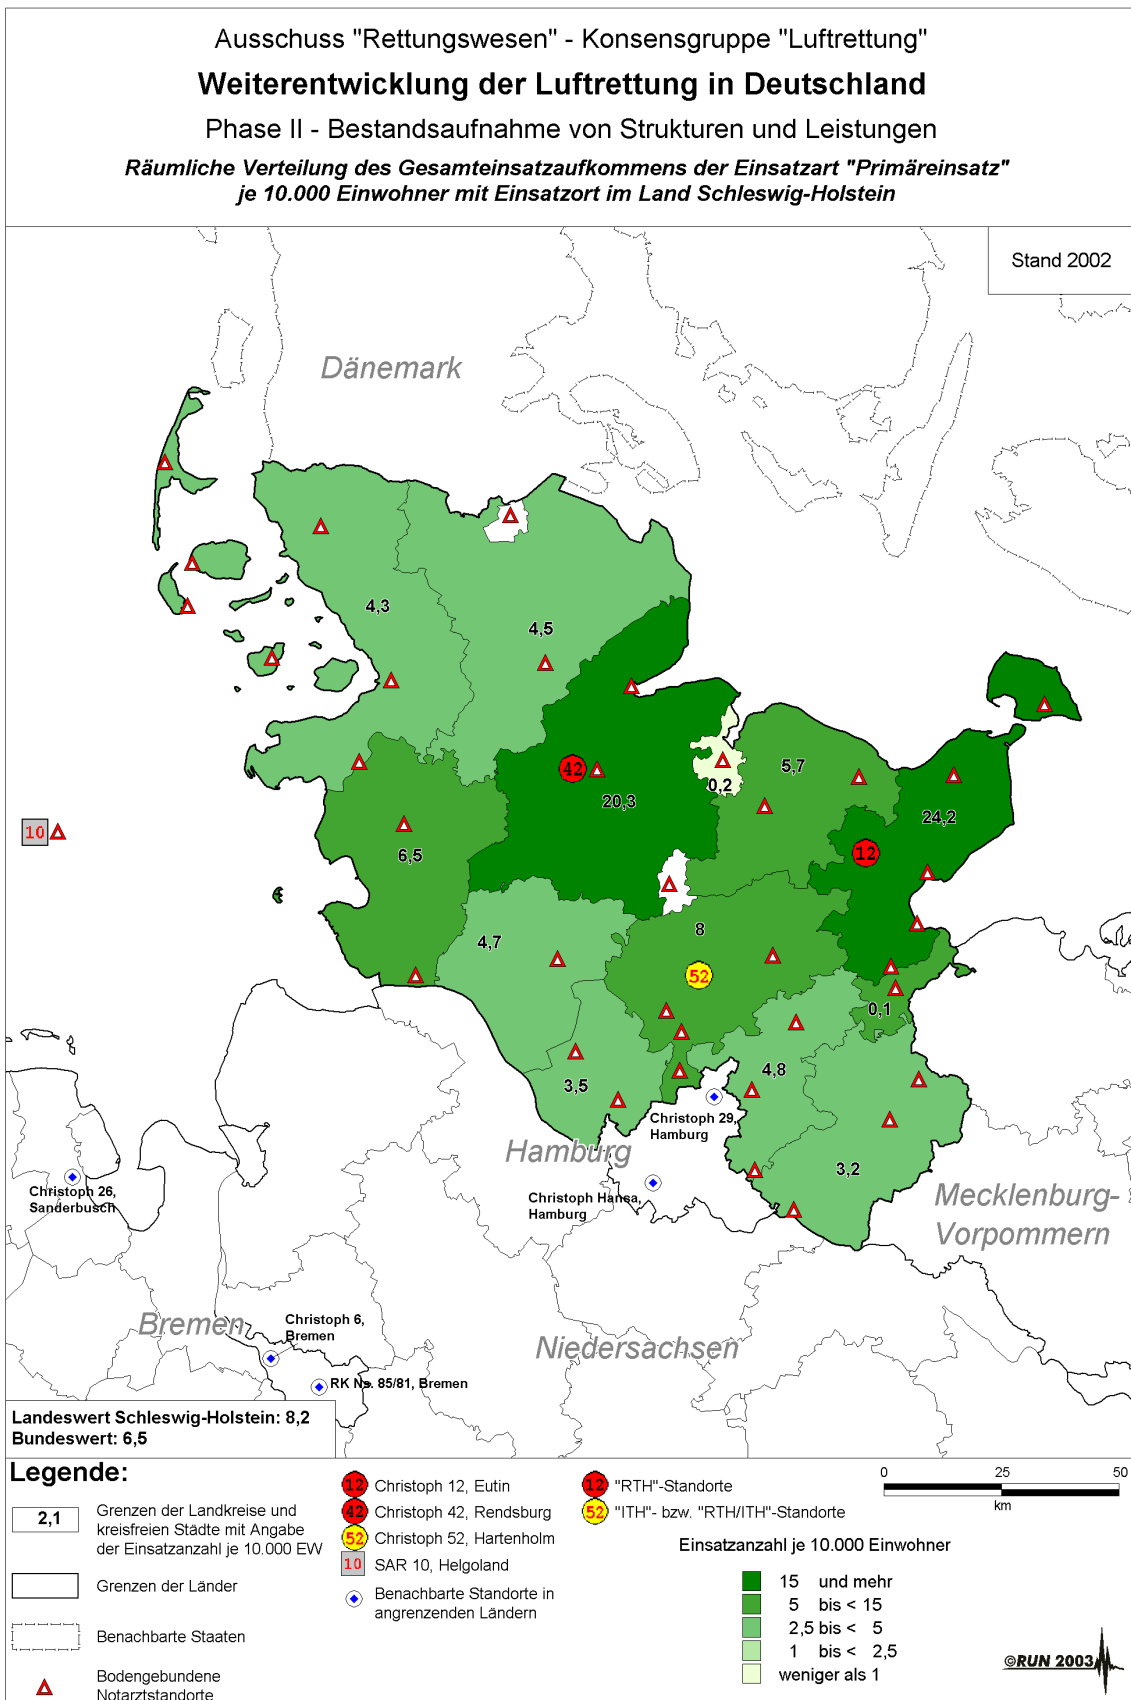 Ausschuss "Rettungswesen" - Konsensgruppe "Luftrettung"
Weiterentwicklung der Luftrettung in Deutschland
Phase II - Bestandsaufnahme von Strukturen und Leistungen
Räumliche Verteilung des Gesamteinsatzaufkommens der Einsatzart "Primäreinsatz"
je 10.000 Einwohner mit Einsatzort im Land Schleswig-Holstein
Stand 2002
Dänemark
4,3
4,5
42
20,3
0,2
5,7
24,2
12
10
6,5
4,7
8
52
0,1
4,8
3,5
Christoph 29,
Hamburg
Hamburg
3,2
Christoph Hansa,
Hamburg
Christoph 26,
Sanderbusch
Mecklenburg-
Vorpommern
Bremen
Christoph 6,
Bremen
Niedersachsen
RK Ns. 85/81, Bremen
Landeswert Schleswig-Holstein: 8,2
Bundeswert: 6,5
Legende:
2,1
Grenzen der Landkreise und
kreisfreien Städte mit Angabe
der Einsatzanzahl je 10.000 EW
Grenzen der Länder
Benachbarte Staaten
Bodengebundene
Notarztstandorte
12 Christoph 12, Eutin
42 Christoph 42, Rendsburg
52 Christoph 52, Hartenholm
10 SAR 10, Helgoland
Benachbarte Standorte in
angrenzenden Ländern
12 "RTH"-Standorte
52 "ITH"- bzw. "RTH/ITH"-Standorte
0 25 50
km
Einsatzanzahl je 10.000 Einwohner
15 und mehr
5 bis < 15
2,5 bis < 5
1 bis < 2,5
weniger als 1
©RUN 2003